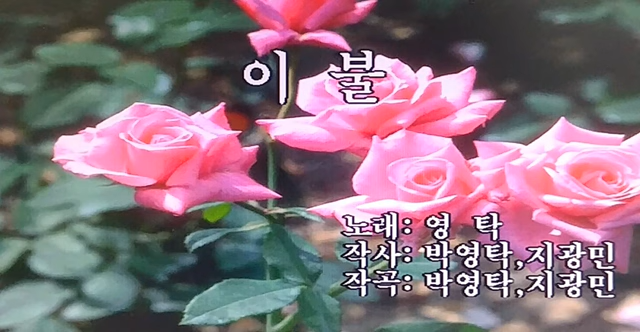 이 불
노래: 영 탁
작사: 박영탁,지광민
작곡: 박영탁,지광민